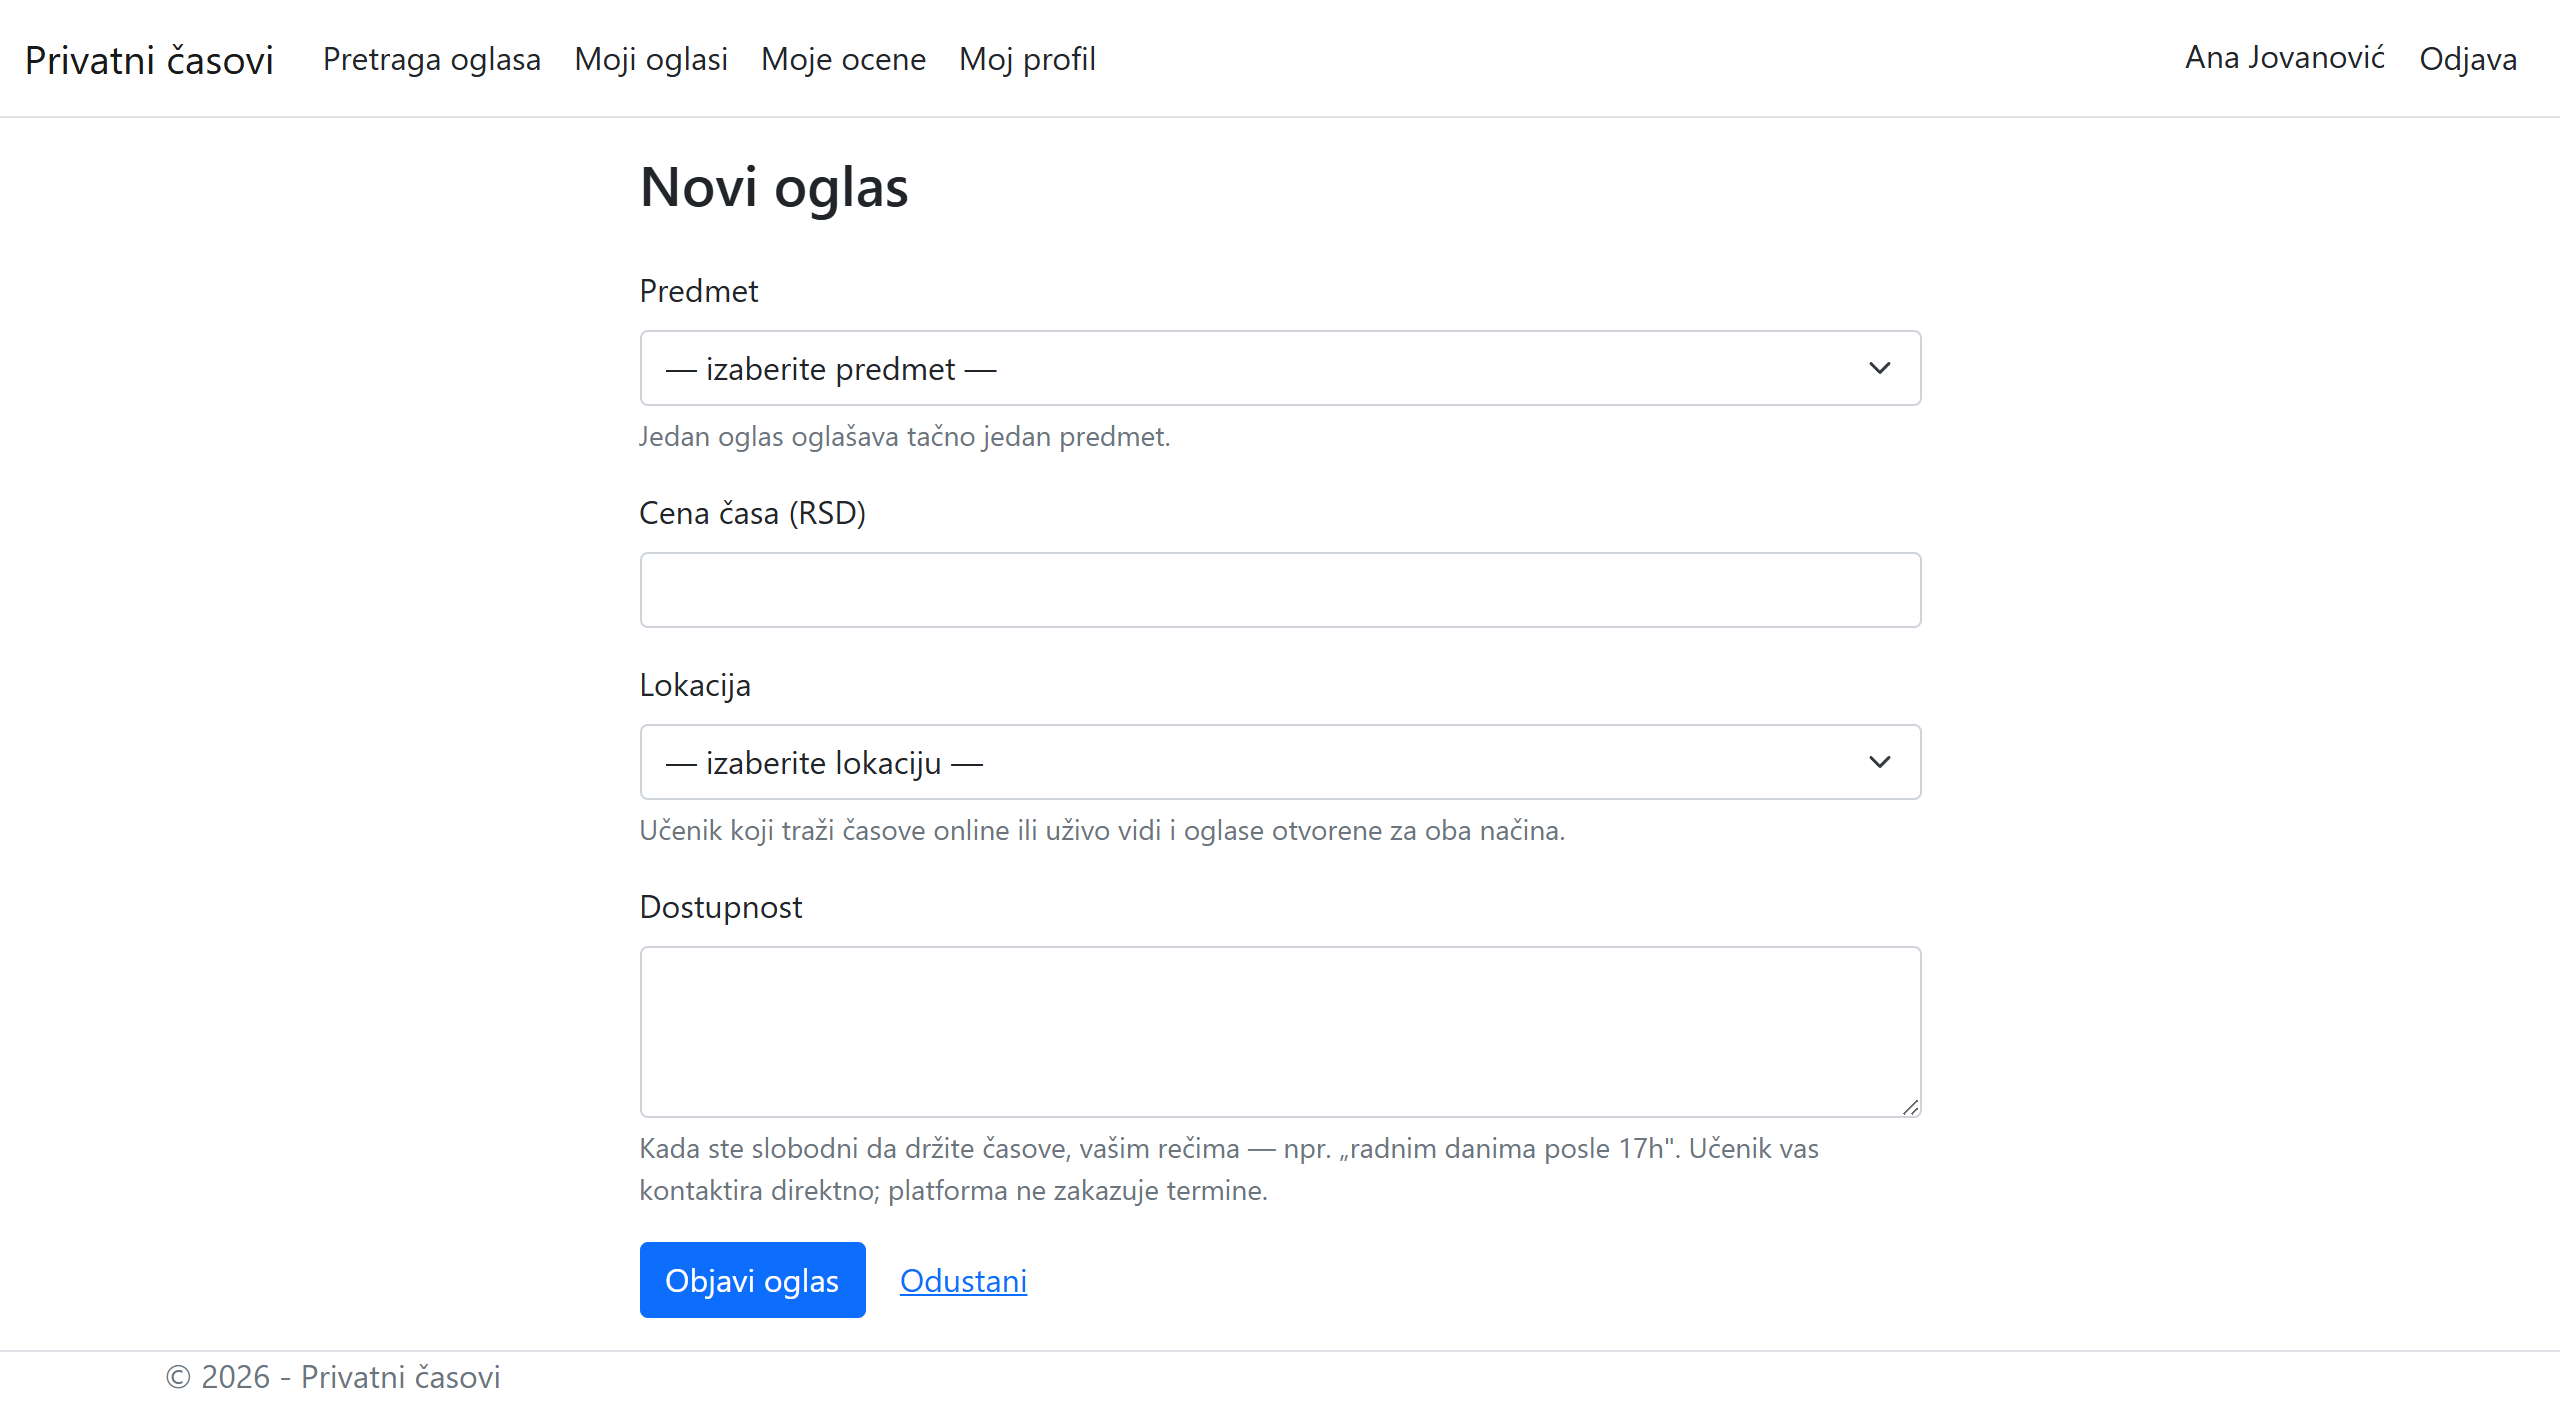 Privatni časovi Pretraga oglasa Moji oglasi Moje ocene Moj profil Ana Jovanović Odjava
Novi oglas
Predmet
— izaberite predmet —
Jedan oglas oglašava tačno jedan predmet.
Cena časa (RSD)
Lokacija
— izaberite lokaciju —
Učenik koji traži časove online ili uživo vidi i oglase otvorene za oba načina.
Dostupnost
Kada ste slobodni da držite časove, vašim rečima — npr. „radnim danima posle 17h". Učenik vas
kontaktira direktno; platforma ne zakazuje termine.
Objavi oglas Odustani
© 2026 - Privatni časovi